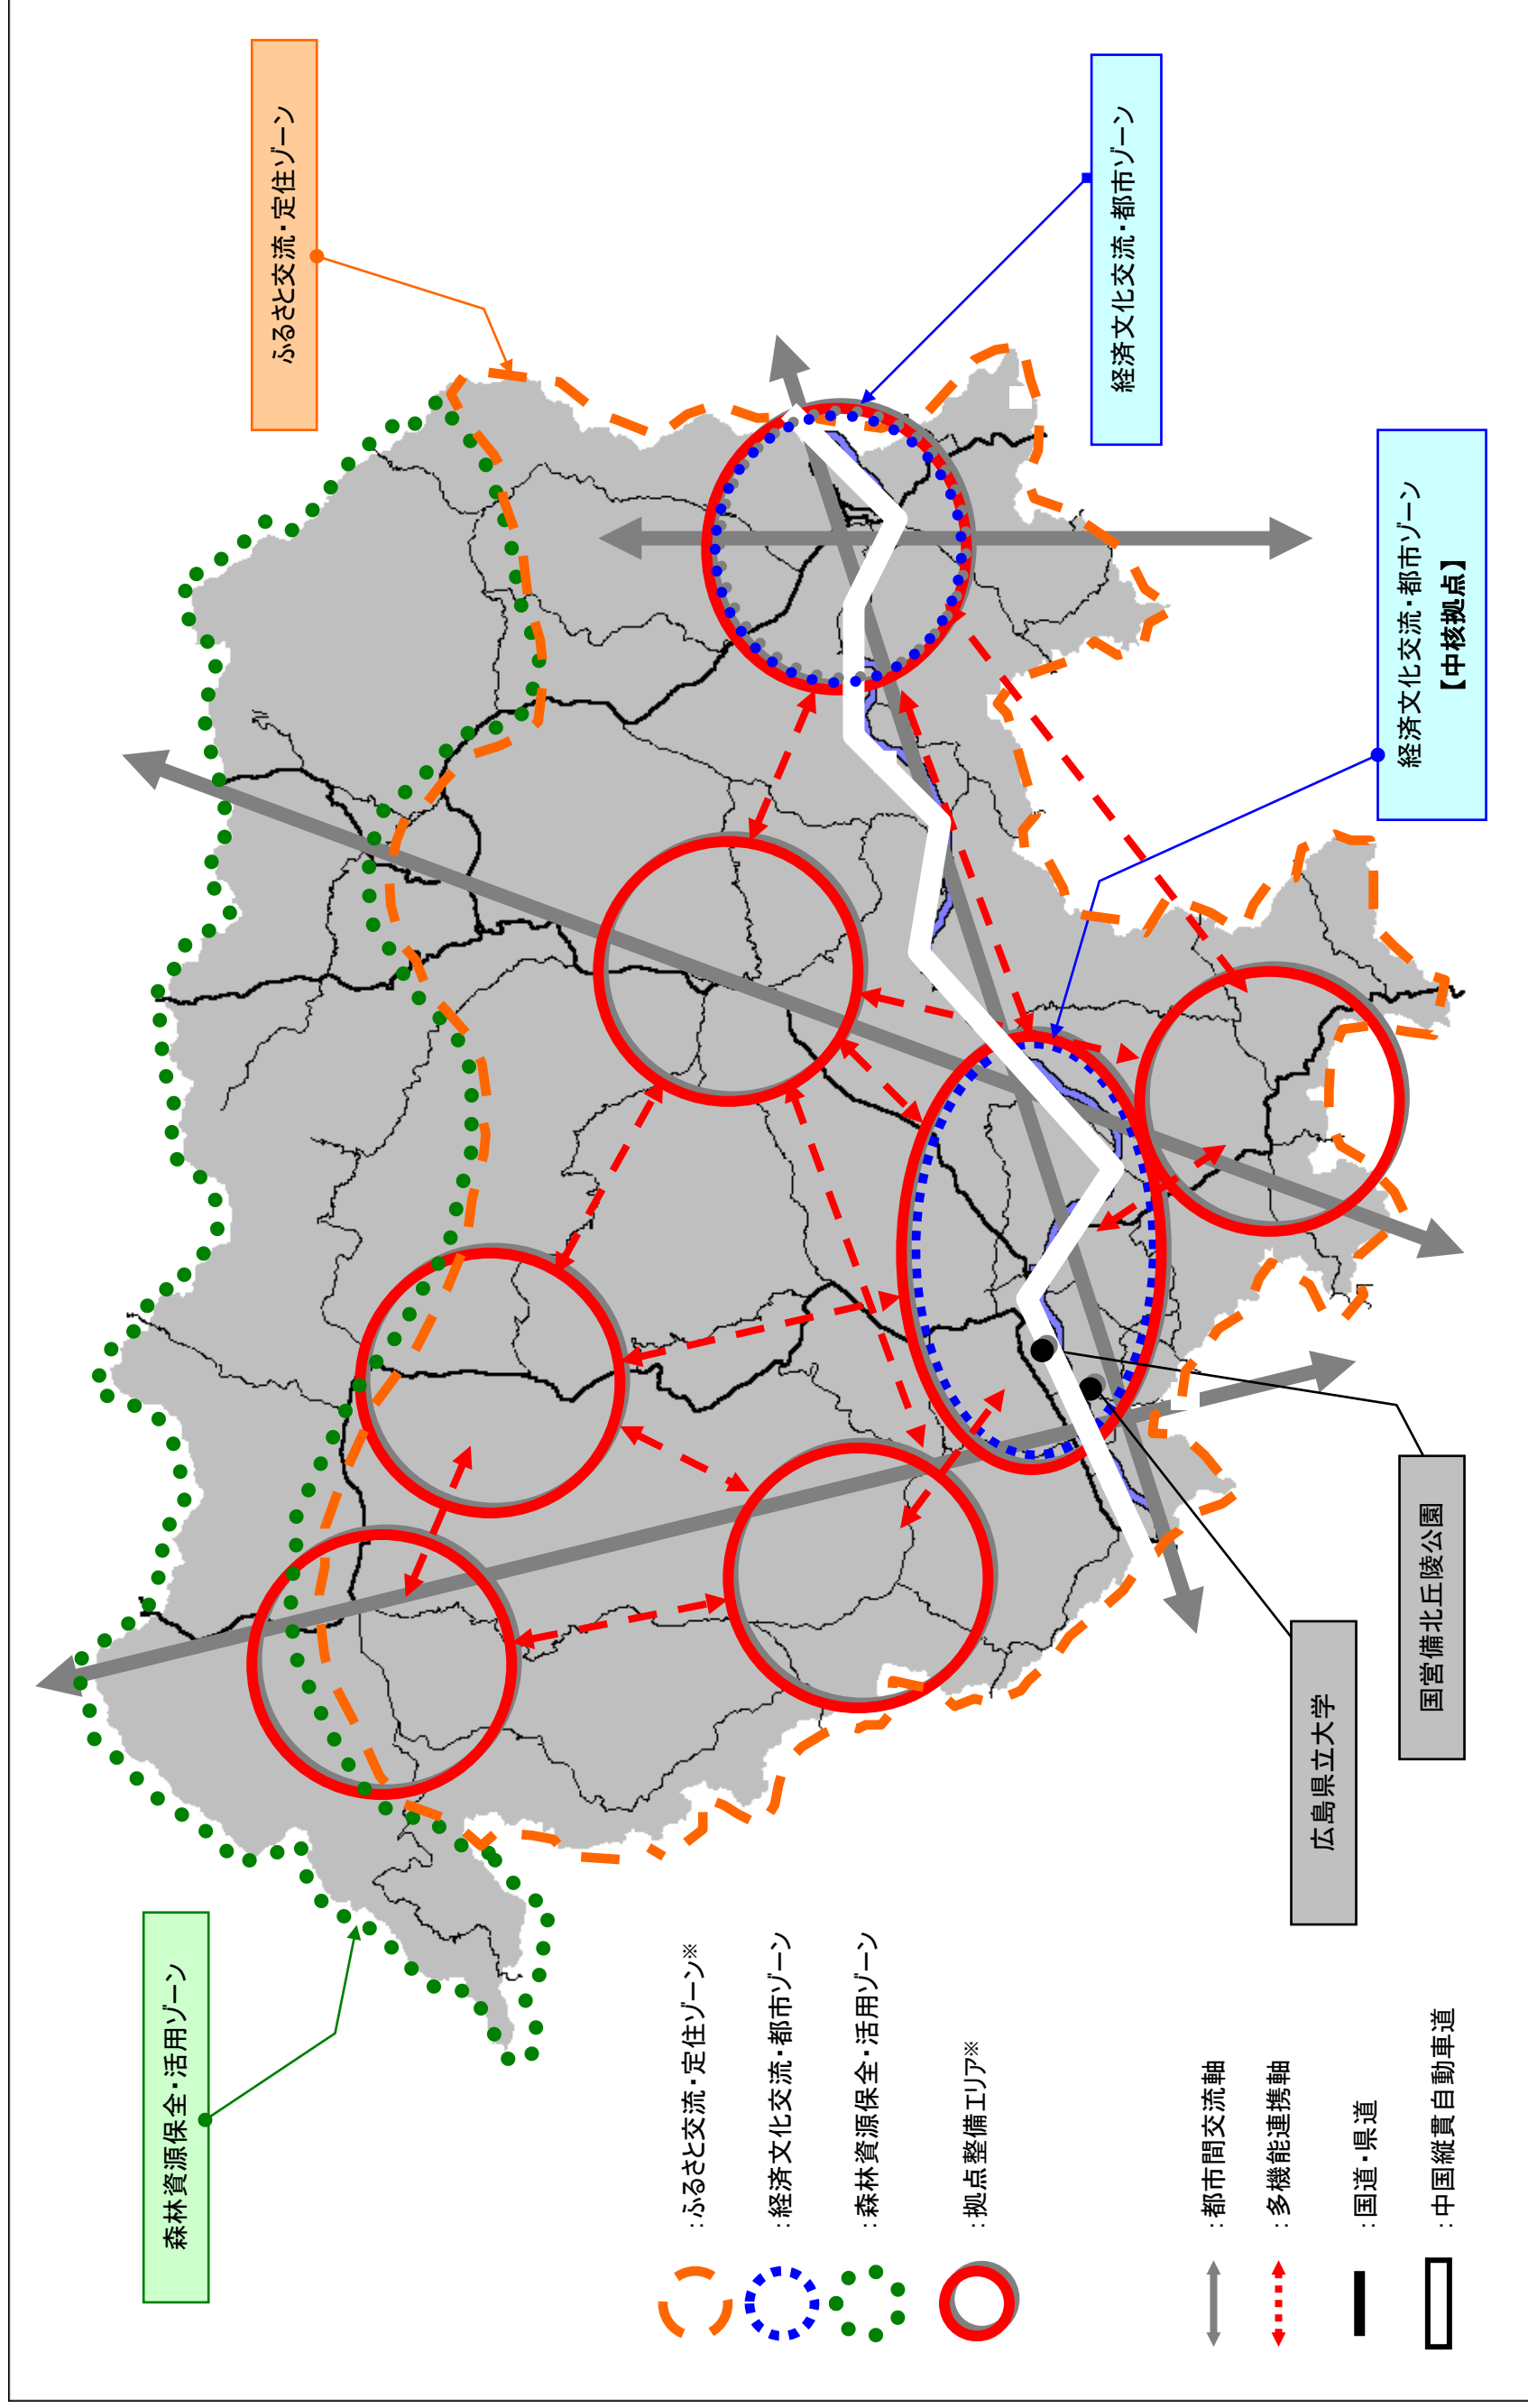 森林資源保全・活用ゾーン
ふるさと交流・定住ゾーン
経済文化交流・都市ゾーン
経済文化交流・都市ゾーン
【中核拠点】
広島県立大学
国営備北丘陵公園
：ふるさと交流・定住ゾーン※
：経済文化交流・都市ゾーン
：森林資源保全・活用ゾーン
：拠点整備エリア※
：都市間交流軸
：多機能連携軸
：国道・県道
：中国縦貫自動車道